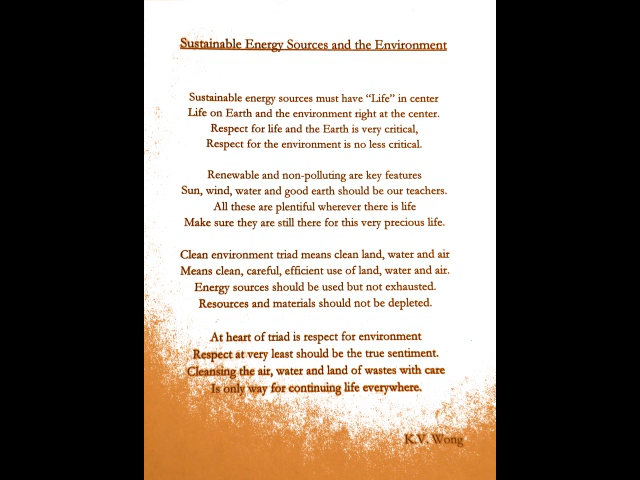 Sustainable Energy Sources and the Environment
Sustainable energy sources must have “Life” in center
Life on Earth and the environment right at the center.
Respect for life and the Earth is very critical,
Respect for the environment is no less critical.
Renewable and non-polluting are key features
Sun, wind, water and good earth should be our teachers.
All these are plentiful wherever there is life
Make sure they are still there for this very precious life.
Clean environment triad means clean land, water and air
Means clean, careful, efficient use of land, water and air.
Energy sources should be used but not exhausted.
Resources and materials should not be depleted.
At heart of triad is respect for environment
Respect at very least should be the true sentiment.
Cleansing the air, water and land of wastes with care
Is only way for continuing life everywhere.
K.V. Wong